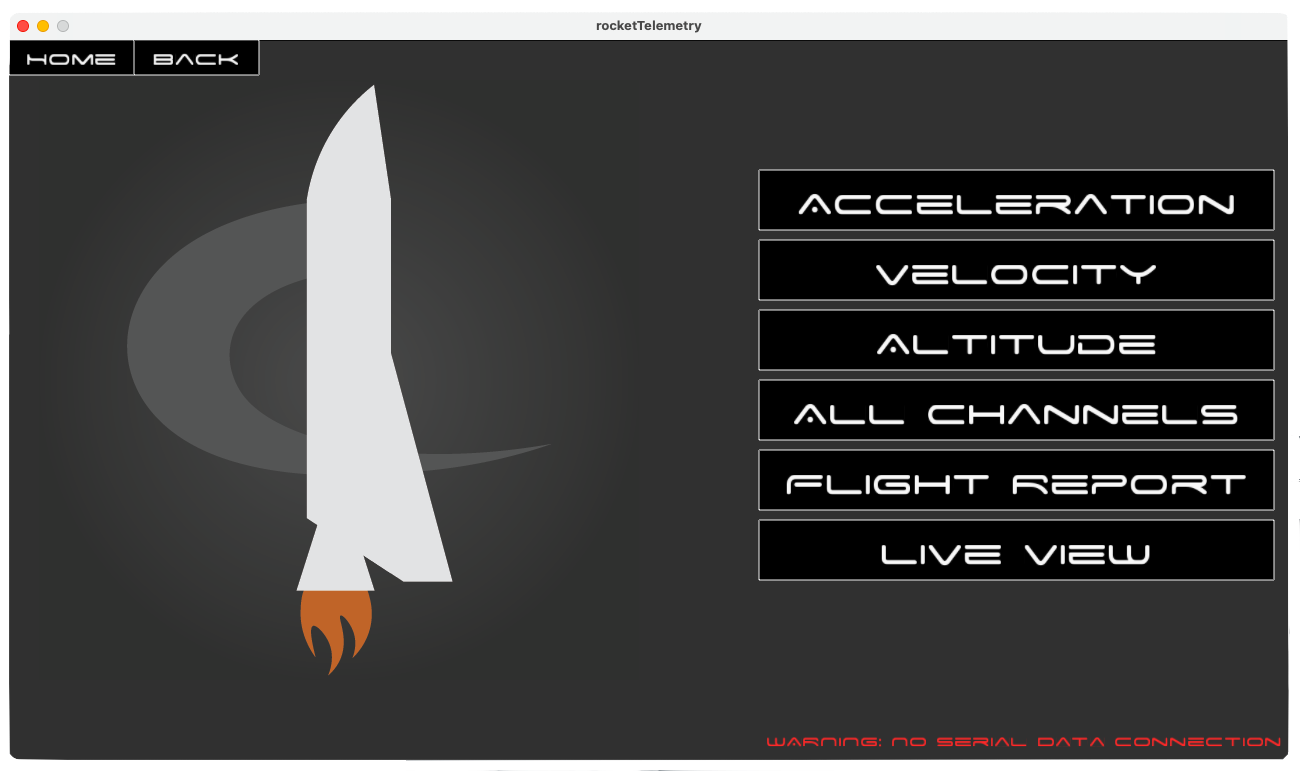 rocketTelemetry
HOME BACK
ACCELERATION
VELOCITY
ALTITUDE
ALL CHANNELS
FLIGHT REPORT
LIVE VIEW
WARNING: NO SERIAL DATA CONNECTION